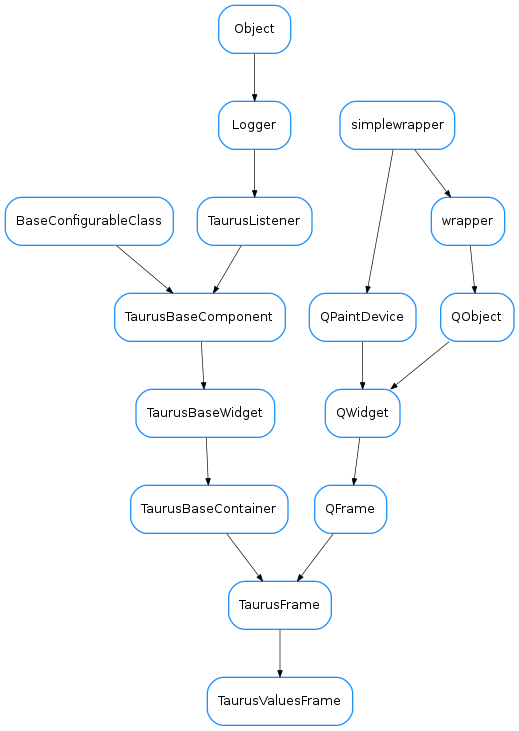 Object
Logger
simplewrapper
BaseConfigurableClass
TaurusListener
wrapper
TaurusBaseComponent
QPaintDevice
QObject
TaurusBaseWidget
QWidget
TaurusBaseContainer
QFrame
TaurusFrame
TaurusValuesFrame